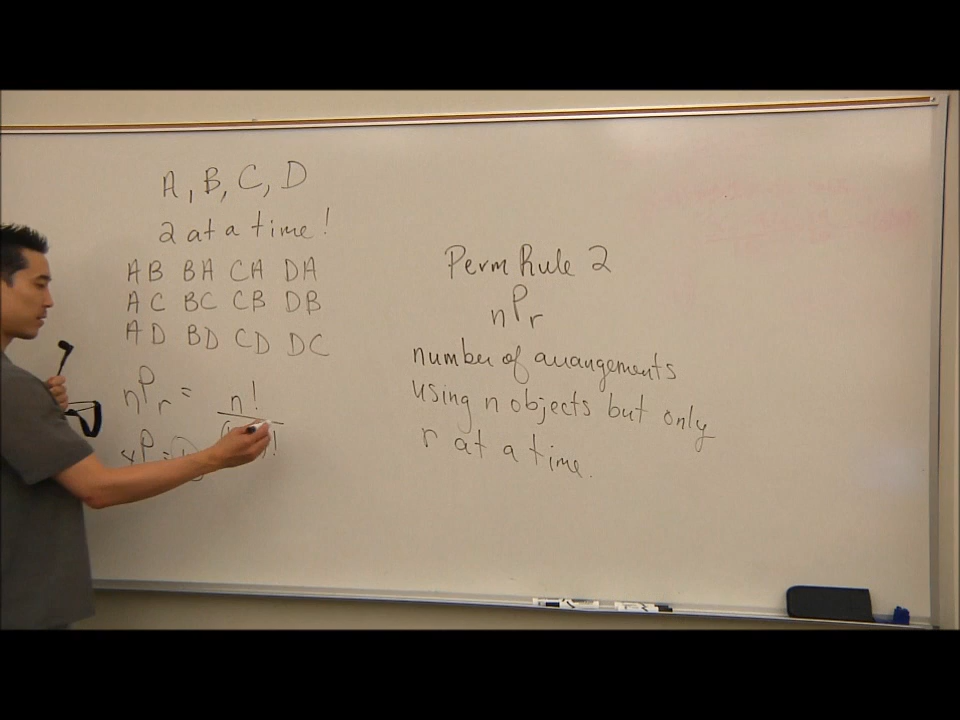 A, B, C, D
2 at a time!
AB BA CA DA
AC BC CB DB
AD BD CD DC
nPr = n!
Perm Rule 2
nPr
number of arrangements
using n objects but only
r at a time.